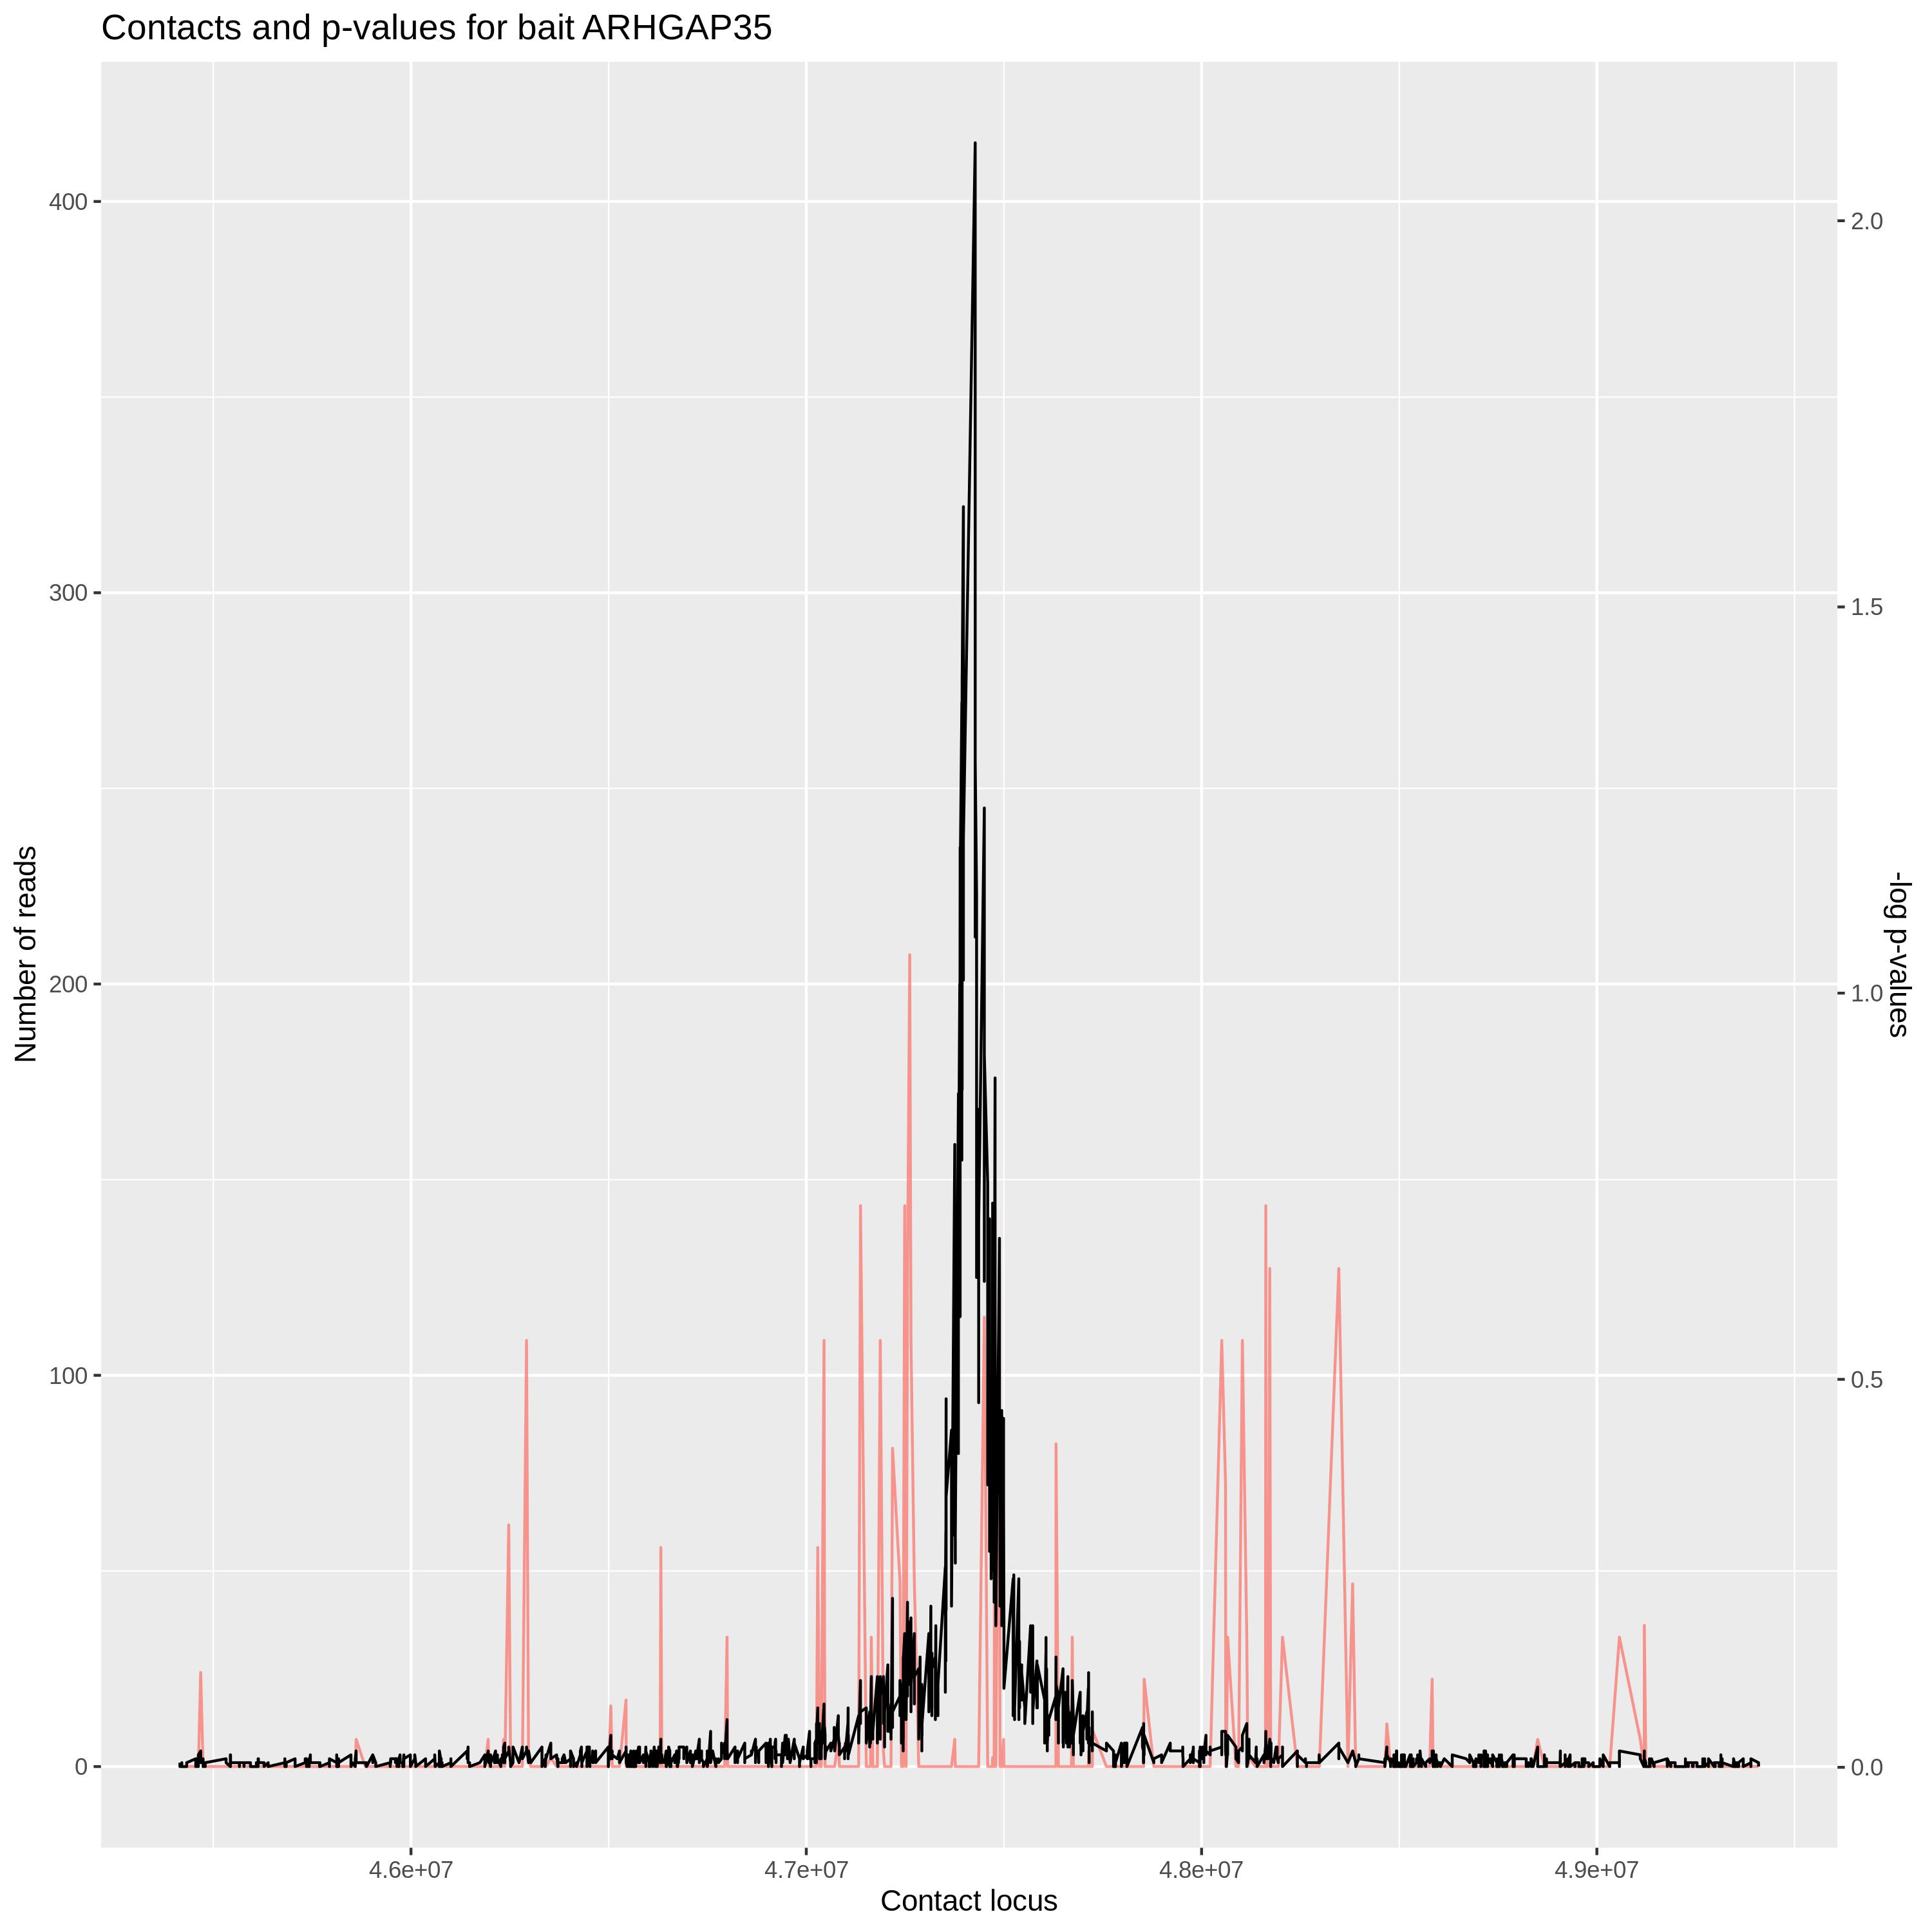 Contacts and p-values for bait ARHGAP35
Number of reads
400
300
200
100
0
2.0
1.5
1.0
0.5
0.0
-log p-values
4.6e+07 4.7e+07 4.8e+07 4.9e+07
Contact locus